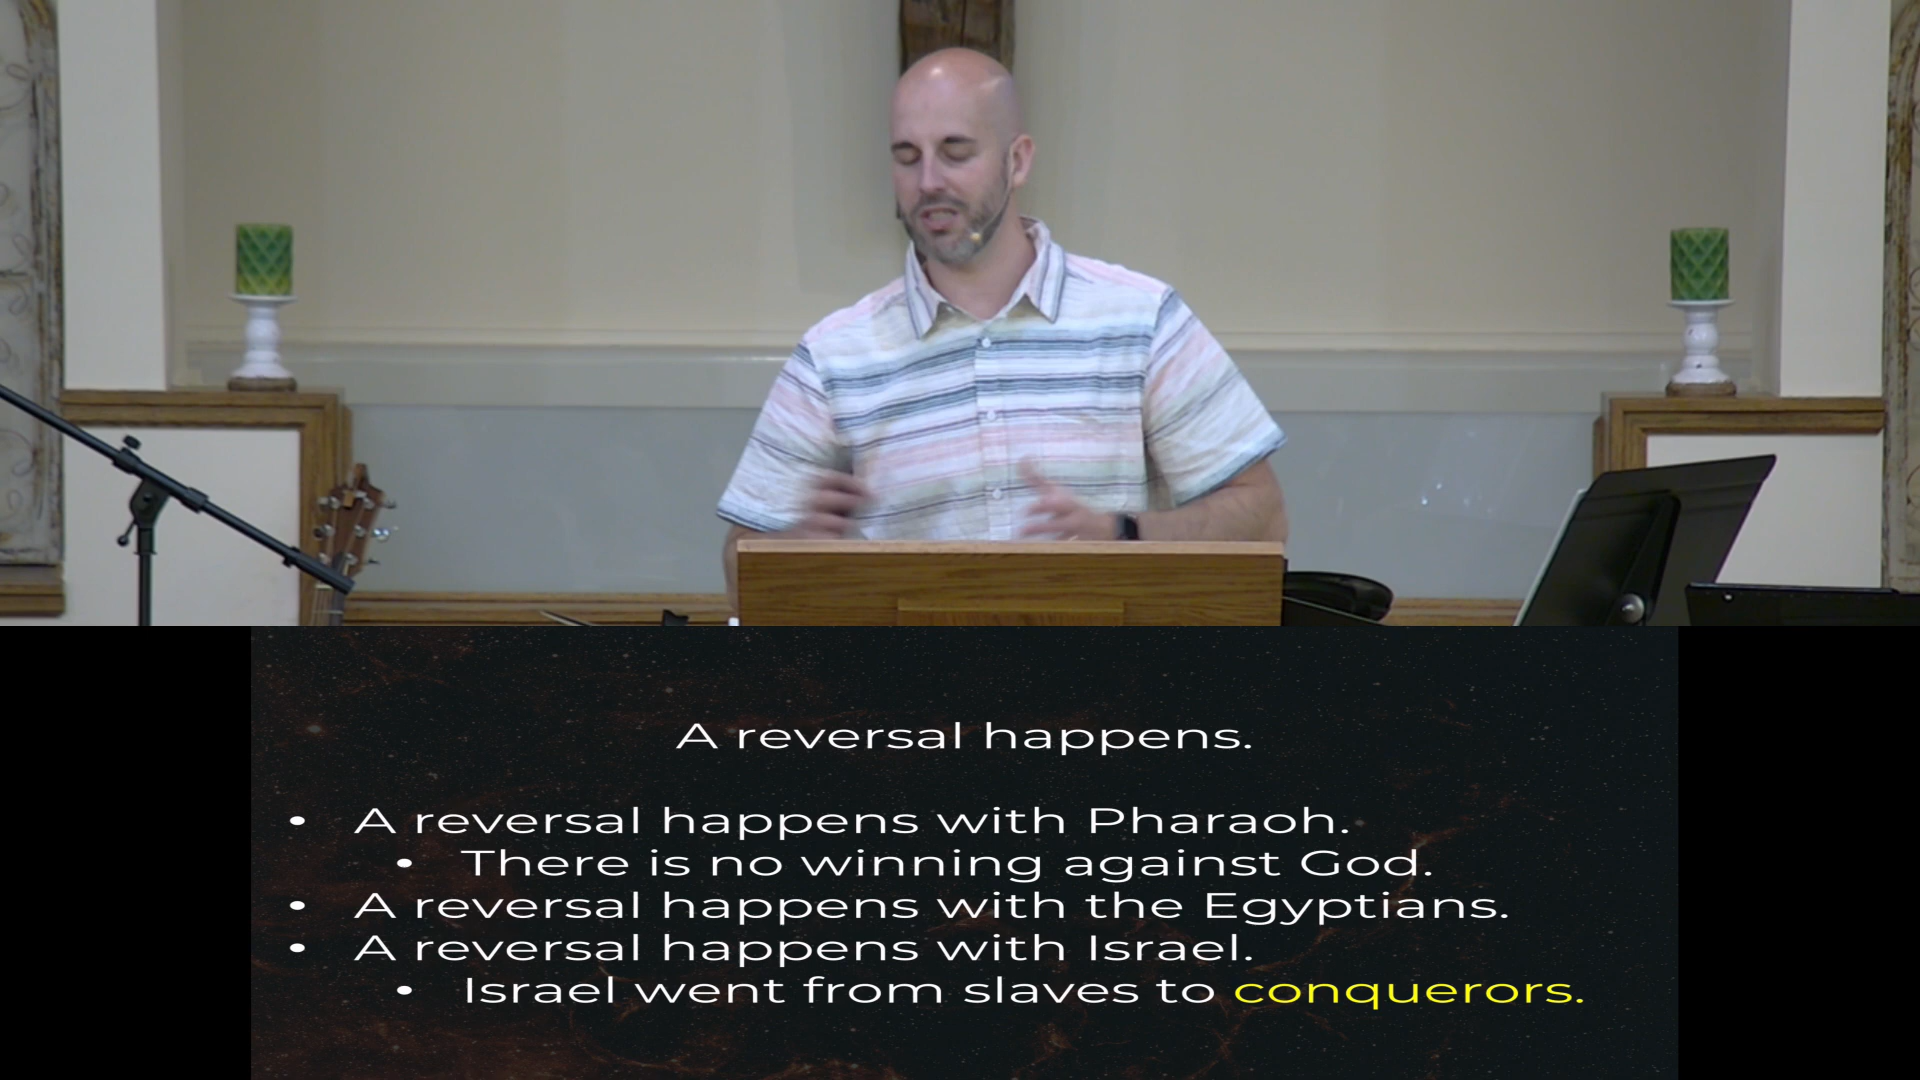 A reversal happens.
• A reversal happens with Pharaoh.
• There is no winning against God.
• A reversal happens with the Egyptians.
• A reversal happens with Israel.
• Israel went from slaves to conquerors.